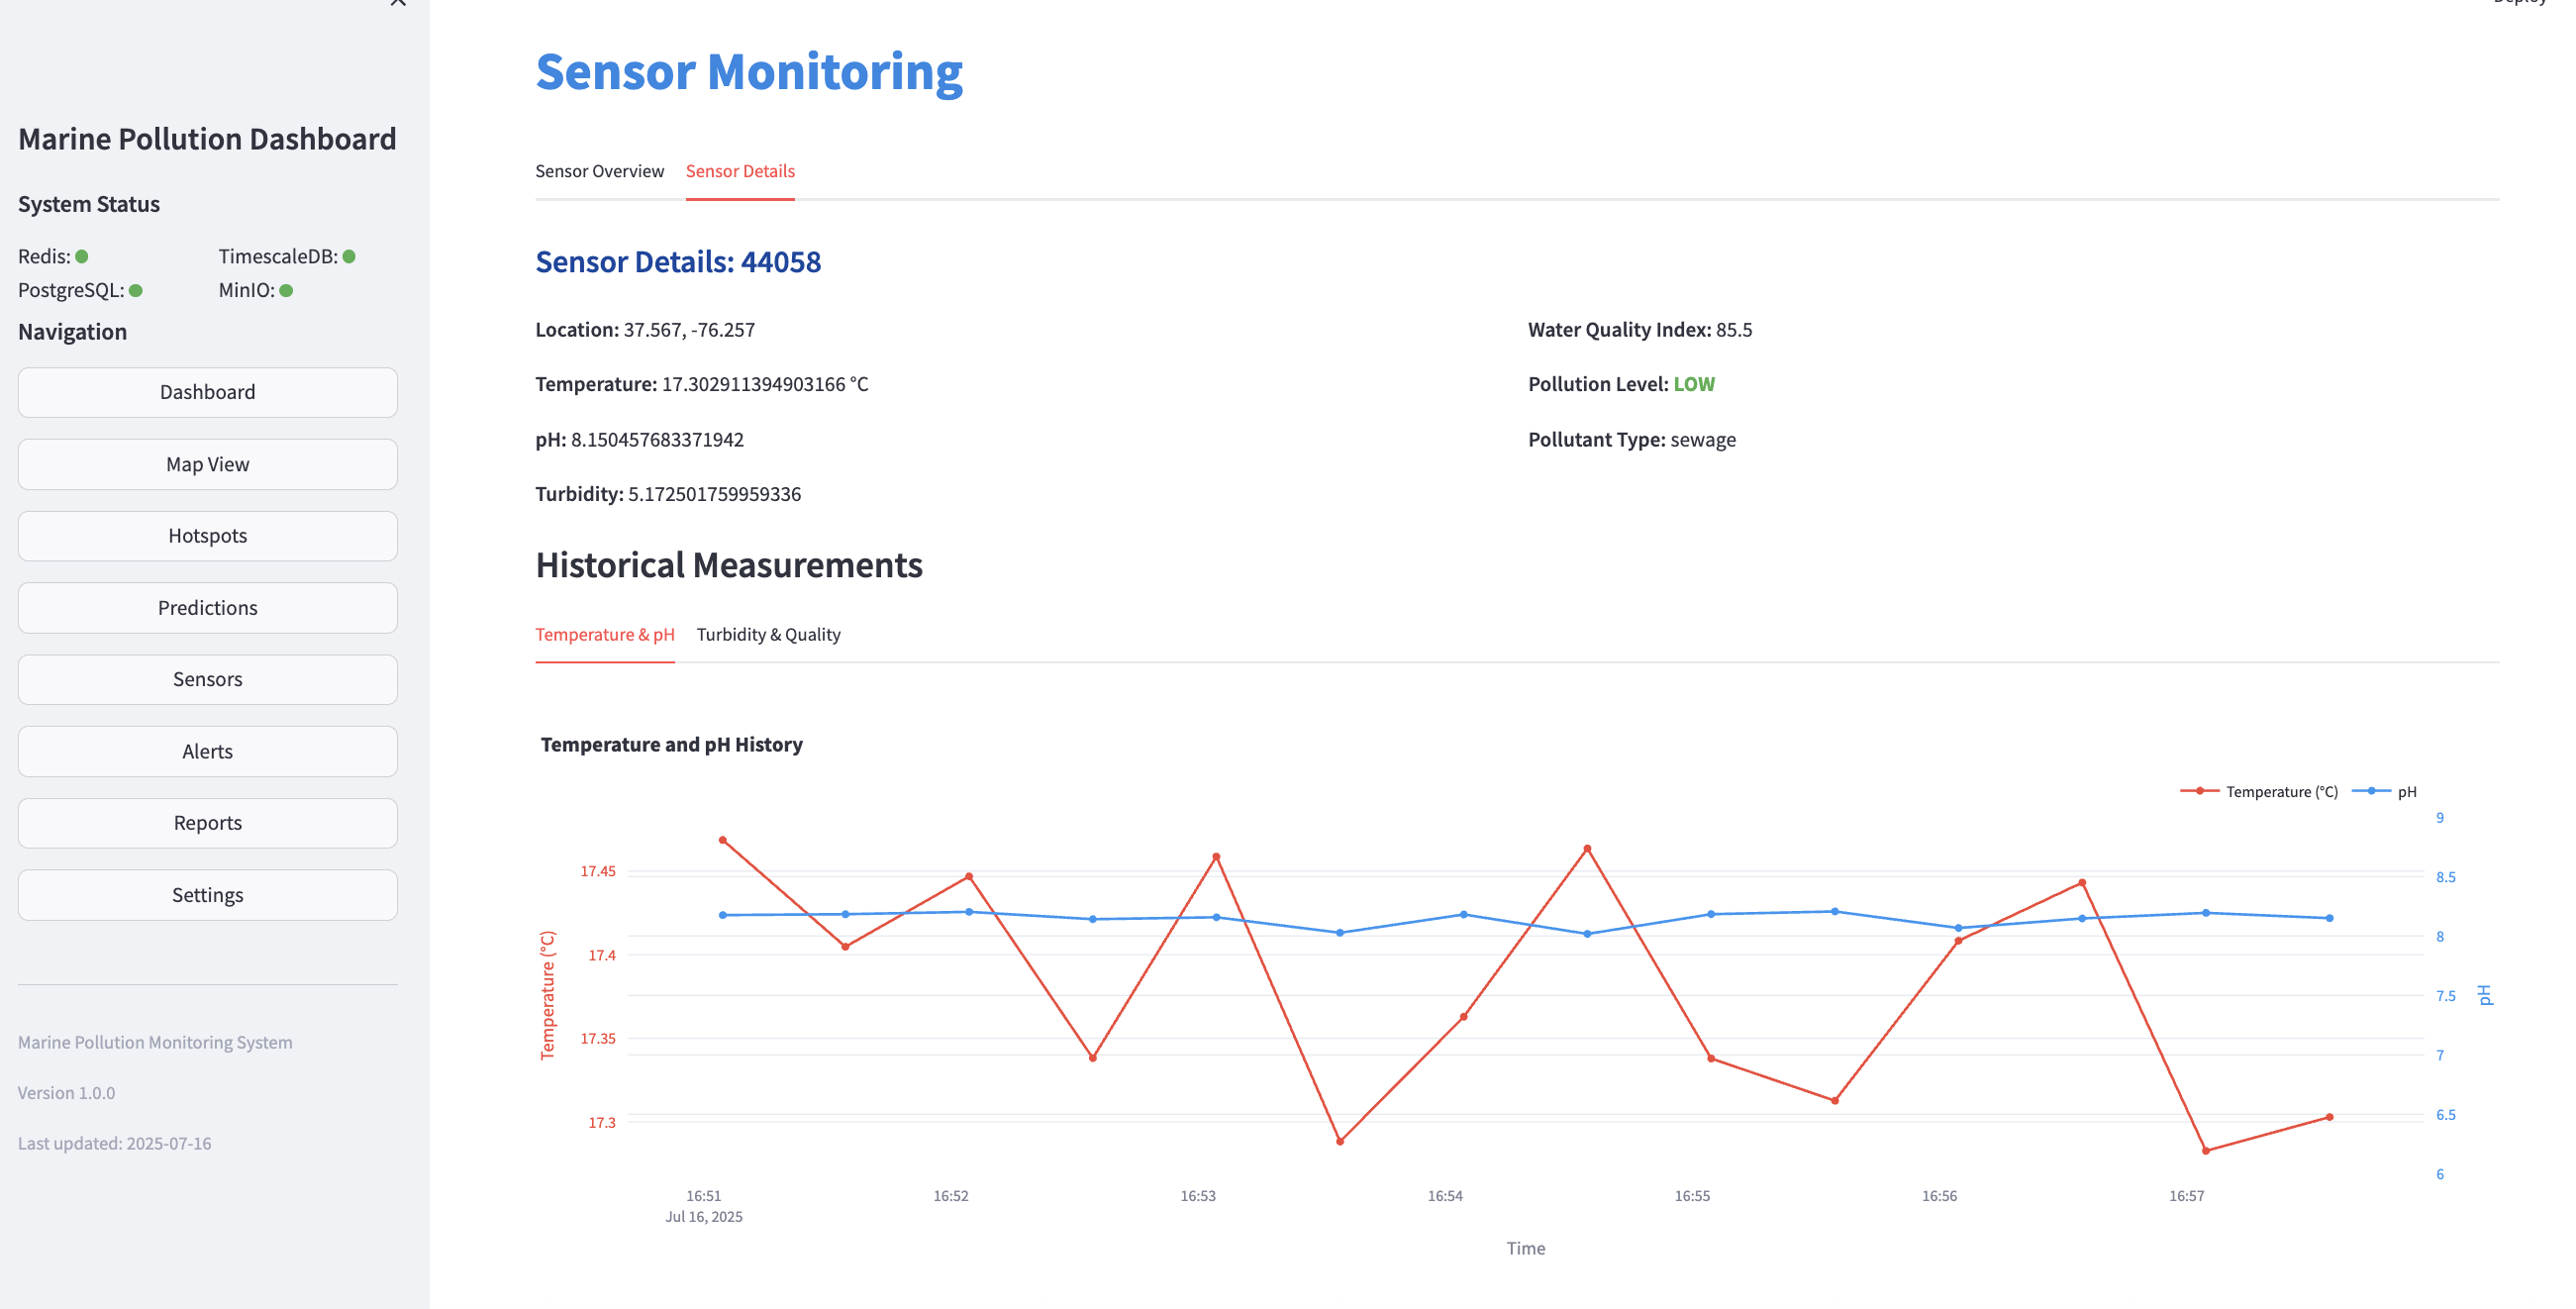 Deploy
Marine Pollution Dashboard
System Status
Redis:
TimescaleDB:
PostgreSQL:
MinIO:
Navigation
Dashboard
Map View
Hotspots
Predictions
Sensors
Alerts
Reports
Settings
Marine Pollution Monitoring System
Version 1.0.0
Last updated: 2025-07-16
Sensor Monitoring
Sensor Overview
Sensor Details
Sensor Details: 44058
Location: 37.567, -76.257
Temperature: 17.302911394903166 °C
pH: 8.150457683371942
Turbidity: 5.172501759959336
Water Quality Index: 85.5
Pollution Level: LOW
Pollutant Type: sewage
Historical Measurements
Temperature & pH
Turbidity & Quality
Temperature and pH History
Temperature (°C)
pH
17.45
17.4
17.35
17.3
Temperature (°C)
9
8.5
8
7.5
7
6.5
6
pH
16:51
Jul 16, 2025
16:52
16:53
16:54
16:55
16:56
16:57
Time